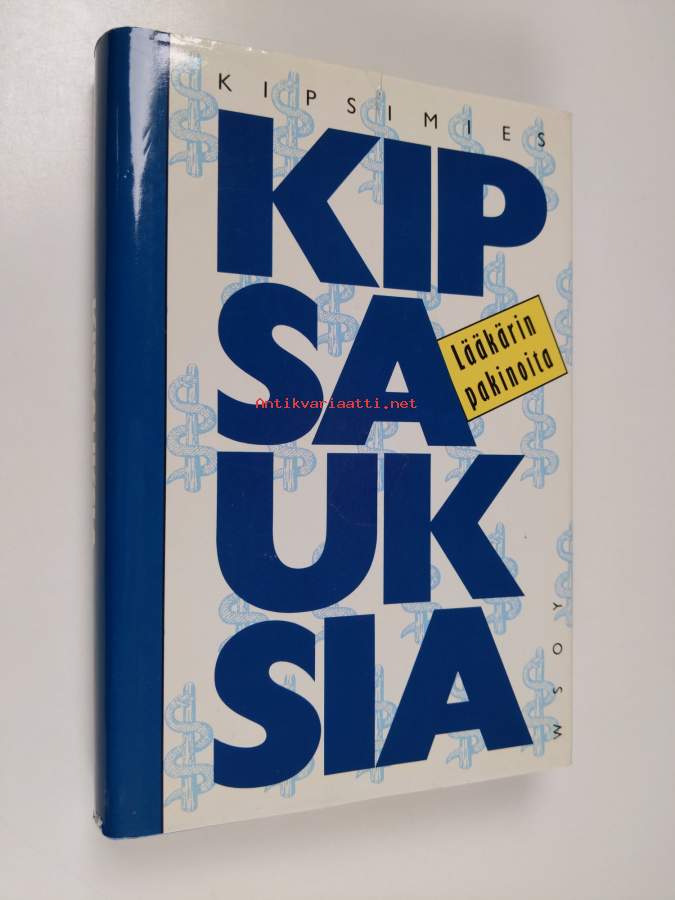 KIPSIMIES
KIP
SA
Lääkärin
pakinoita
Antikvariaatti.net
UK
SIA
WSOY